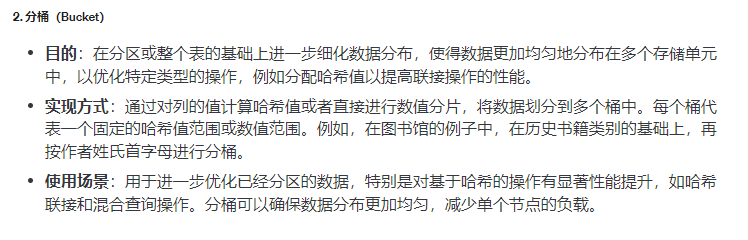 2. 分桶（Bucket）
• 目的：在分区或整个表的基础上进一步细化数据分布，使得数据更加均匀地分布在多个存储单元
中，以优化特定类型的操作，例如分配哈希值以提高联接操作的性能。
• 实现方式：通过对列的值计算哈希值或者直接进行数值分片，将数据划分到多个桶中。每个桶代
表一个固定的哈希值范围或数值范围。例如，在图书馆的例子中，在历史书籍类别的基础上，再
按作者姓氏首字母进行分桶。
• 使用场景：用于进一步优化已经分区的数据，特别是对基于哈希的操作有显著性能提升，如哈希
联接和混合查询操作。分桶可以确保数据分布更加均匀，减少单个节点的负载。